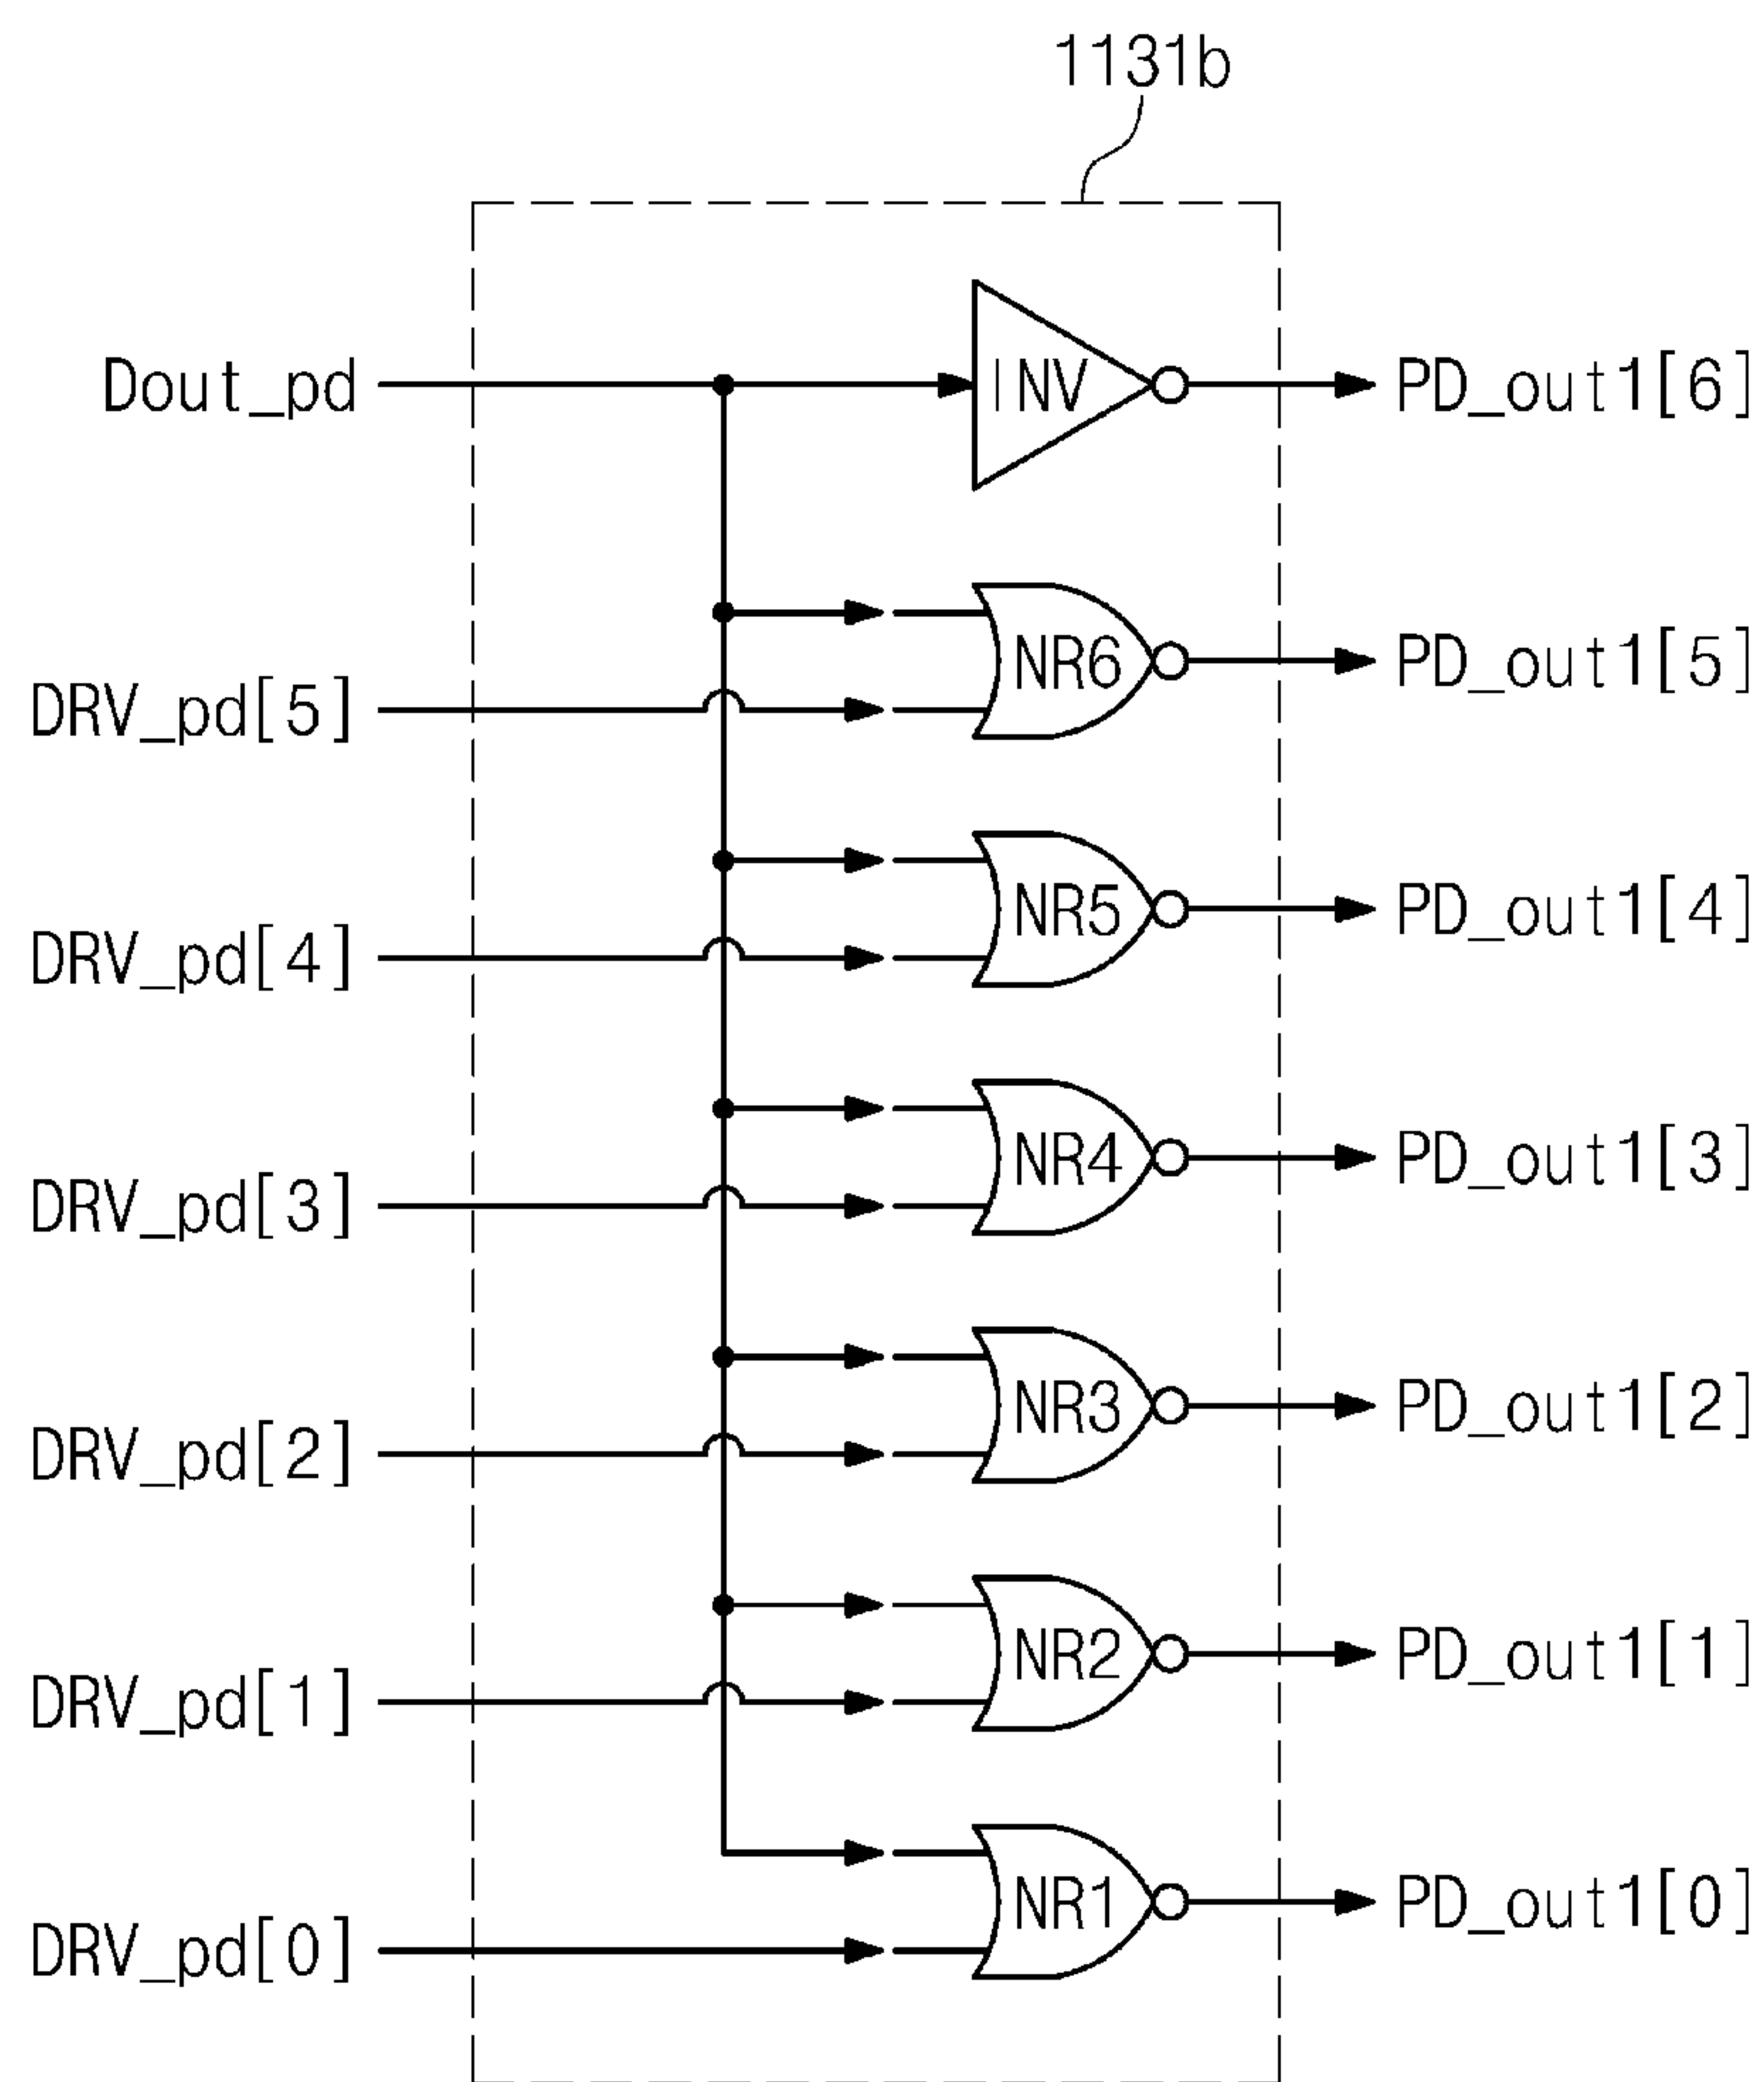 1131b
Dout_pd
INV
PD_out1[6]
NR6
PD_out1[5]
DRV_pd[5]
NR5
PD_out1[4]
DRV_pd[4]
NR4
PD_out1[3]
DRV_pd[3]
NR3
PD_out1[2]
DRV_pd[2]
NR2
PD_out1[1]
DRV_pd[1]
NR1
PD_out1[0]
DRV_pd[0]